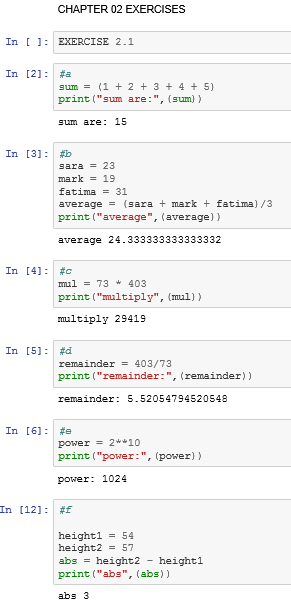 CHAPTER 02 EXERCISES
In [ ]: EXERCISE 2.1
In [2]: #a
sum = (1 + 2 + 3 + 4 + 5)
print("sum are:",(sum))
sum are: 15
In [3]: #b
sara = 23
mark = 19
fatima = 31
average = (sara + mark + fatima)/3
print("average",(average))
average 24.333333333333332
In [4]: #c
mul = 73 * 403
print("multiply",(mul))
multiply 29419
In [5]: #d
remainder = 403/73
print("remainder:",(remainder))
remainder: 5.52054794520548
In [6]: #e
power = 2**10
print("power:",(power))
power: 1024
In [12]: #f
height1 = 54
height2 = 57
abs = height2 - height1
print("abs",(abs))
abs 3